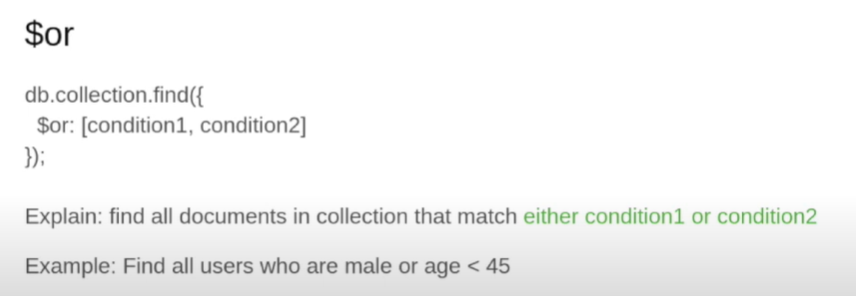 $or
db.collection.find({
$or: [condition1, condition2]
});
Explain: find all documents in collection that match either condition1 or condition2
Example: Find all users who are male or age < 45